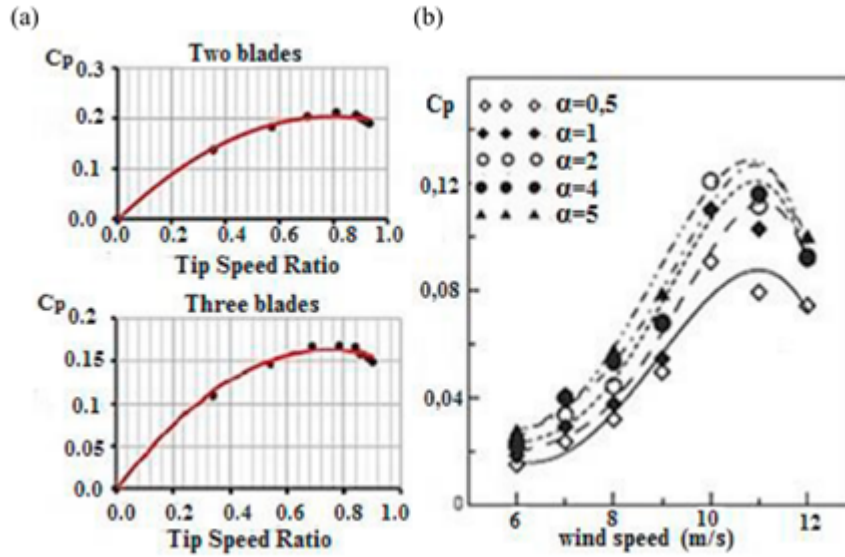 (a)
Two blades
Cp
0.3
0.2
0.1
0.0
0.0 0.2 0.4 0.6 0.8 1.0
Tip Speed Ratio
Three blades
Cp
0.2
0.15
0.1
0.05
0.0
0.0 0.2 0.4 0.6 0.8 1.0
Tip Speed Ratio
(b)
Cp
α=0,5
α=1
α=2
α=4
α=5
0,12
0,08
0,04
0
6 8 10 12
wind speed (m/s)